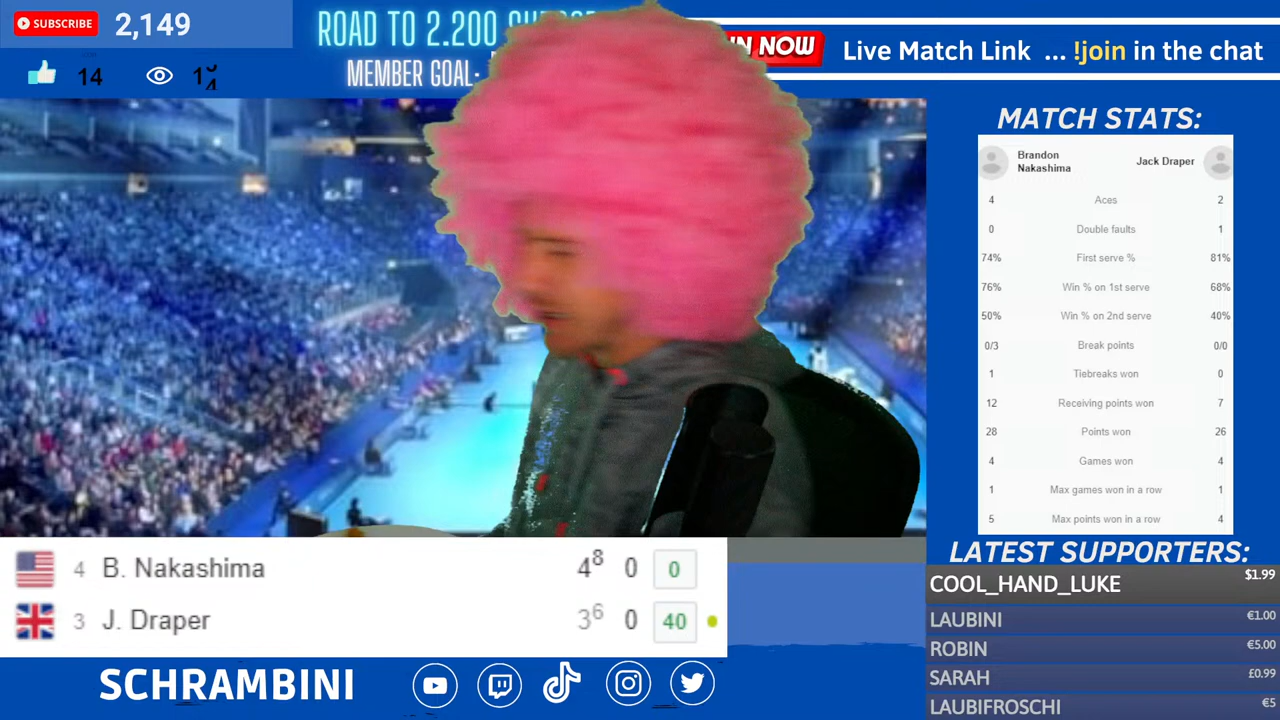 SUBSCRIBE 2,149
14
ROAD TO 2.200
MEMBER GOAL:
NOW
Live Match Link ... !join in the chat
MATCH STATS:
Brandon Nakashima Jack Draper
4 Aces 2
0 Double faults 1
74% First serve % 81%
76% Win % on 1st serve 68%
50% Win % on 2nd serve 40%
0/3 Break points 0/0
1 Tiebreaks won 0
12 Receiving points won 7
28 Points won 26
4 Games won 4
1 Max games won in a row 1
5 Max points won in a row 4
4 B. Nakashima 4⁸ 0 0
3 J. Draper 3⁶ 0 40
LATEST SUPPORTERS:
COOL_HAND_LUKE $1.99
LAUBINI €1.00
ROBIN €5.00
SARAH £0.99
LAUBIFROSCHI €5
SCHRAMBINI